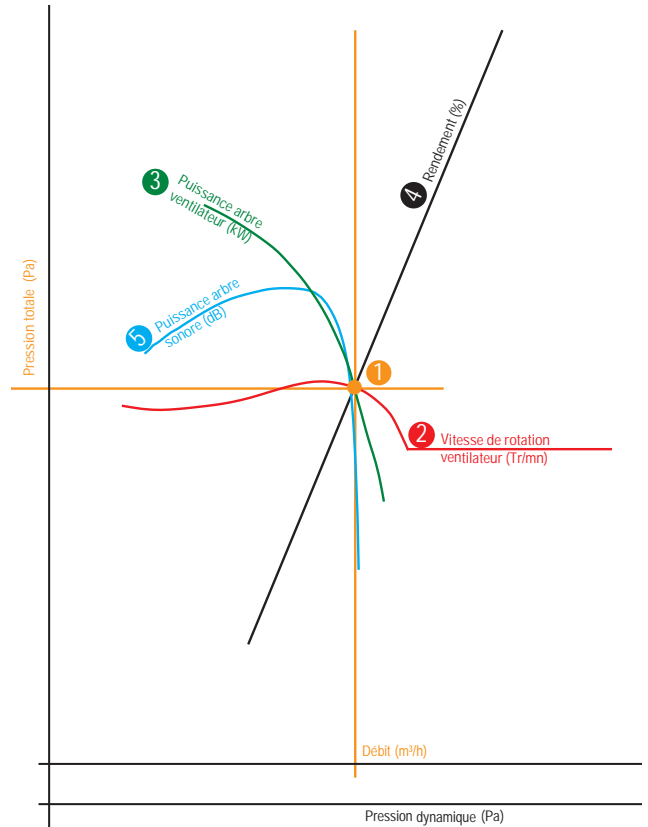 4 Rendement (%)
3 Puissance arbre
ventilateur (kW)
Pression totale (Pa)
5 Puissance arbre
sonore (dB)
1
2 Vitesse de rotation
ventilateur (Tr/mn)
Débit (m³/h)
Pression dynamique (Pa)